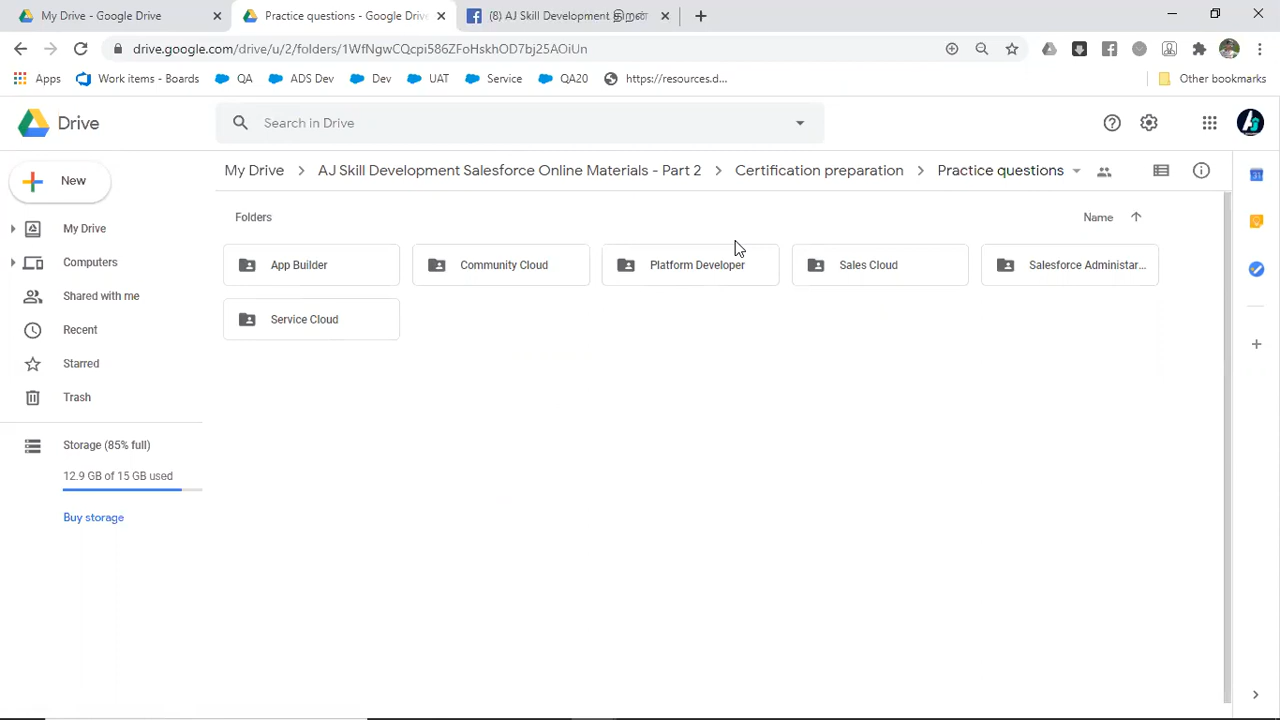 My Drive - Google Drive
Practice questions - Google Drive
(8) AJ Skill Development
drive.google.com/drive/u/2/folders/1WfNgwCQcpi586ZFoHskhOD7bj25AOiUn
Apps
Work items - Boards
QA
ADS Dev
Dev
UAT
Service
QA20
https://resources.d...
Other bookmarks
Drive
Search in Drive
New
My Drive
AJ Skill Development Salesforce Online Materials - Part 2
Certification preparation
Practice questions
My Drive
Computers
Shared with me
Recent
Starred
Trash
Storage (85% full)
12.9 GB of 15 GB used
Buy storage
Folders
Name
App Builder
Community Cloud
Platform Developer
Sales Cloud
Salesforce Administar...
Service Cloud